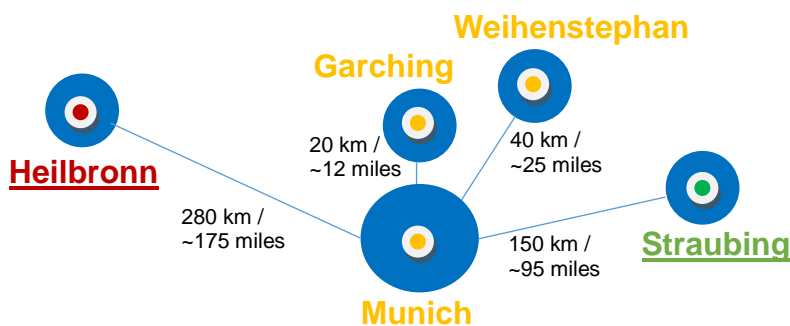 Weihenstephan
Garching
20 km /
~12 miles
40 km /
~25 miles
Heilbronn
280 km /
~175 miles
150 km /
~95 miles
Straubing
Munich